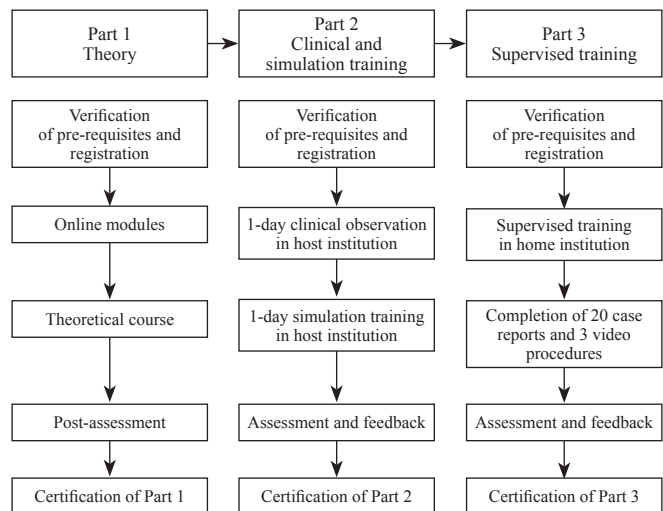 Part 1
Theory
Part 2
Clinical and
simulation training
Part 3
Supervised training
Verification
of pre-requisites and
registration
Online modules
Theoretical course
Post-assessment
Certification of Part 1
Verification
of pre-requisites and
registration
1-day clinical observation
in host institution
1-day simulation training
in host institution
Assessment and feedback
Certification of Part 2
Verification
of pre-requisites and
registration
Supervised training
in home institution
Completion of 20 case
reports and 3 video
procedures
Assessment and feedback
Certification of Part 3